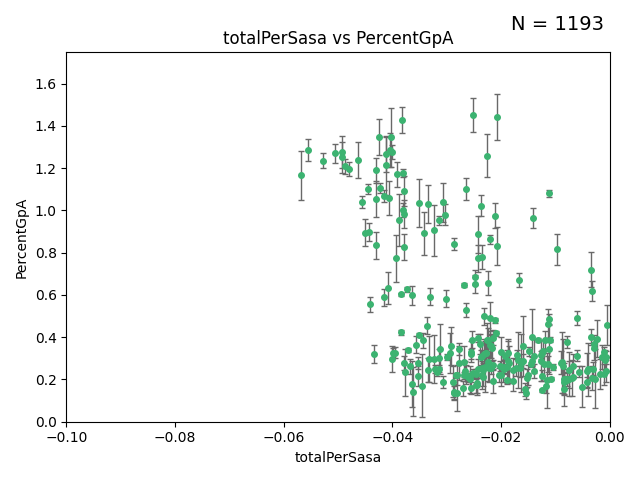 N = 1193
totalPerSasa vs PercentGpA
PercentGpA
1.6
1.4
1.2
1.0
0.8
0.6
0.4
0.2
0.0
−0.10 −0.08 −0.06 −0.04 −0.02 0.00
totalPerSasa